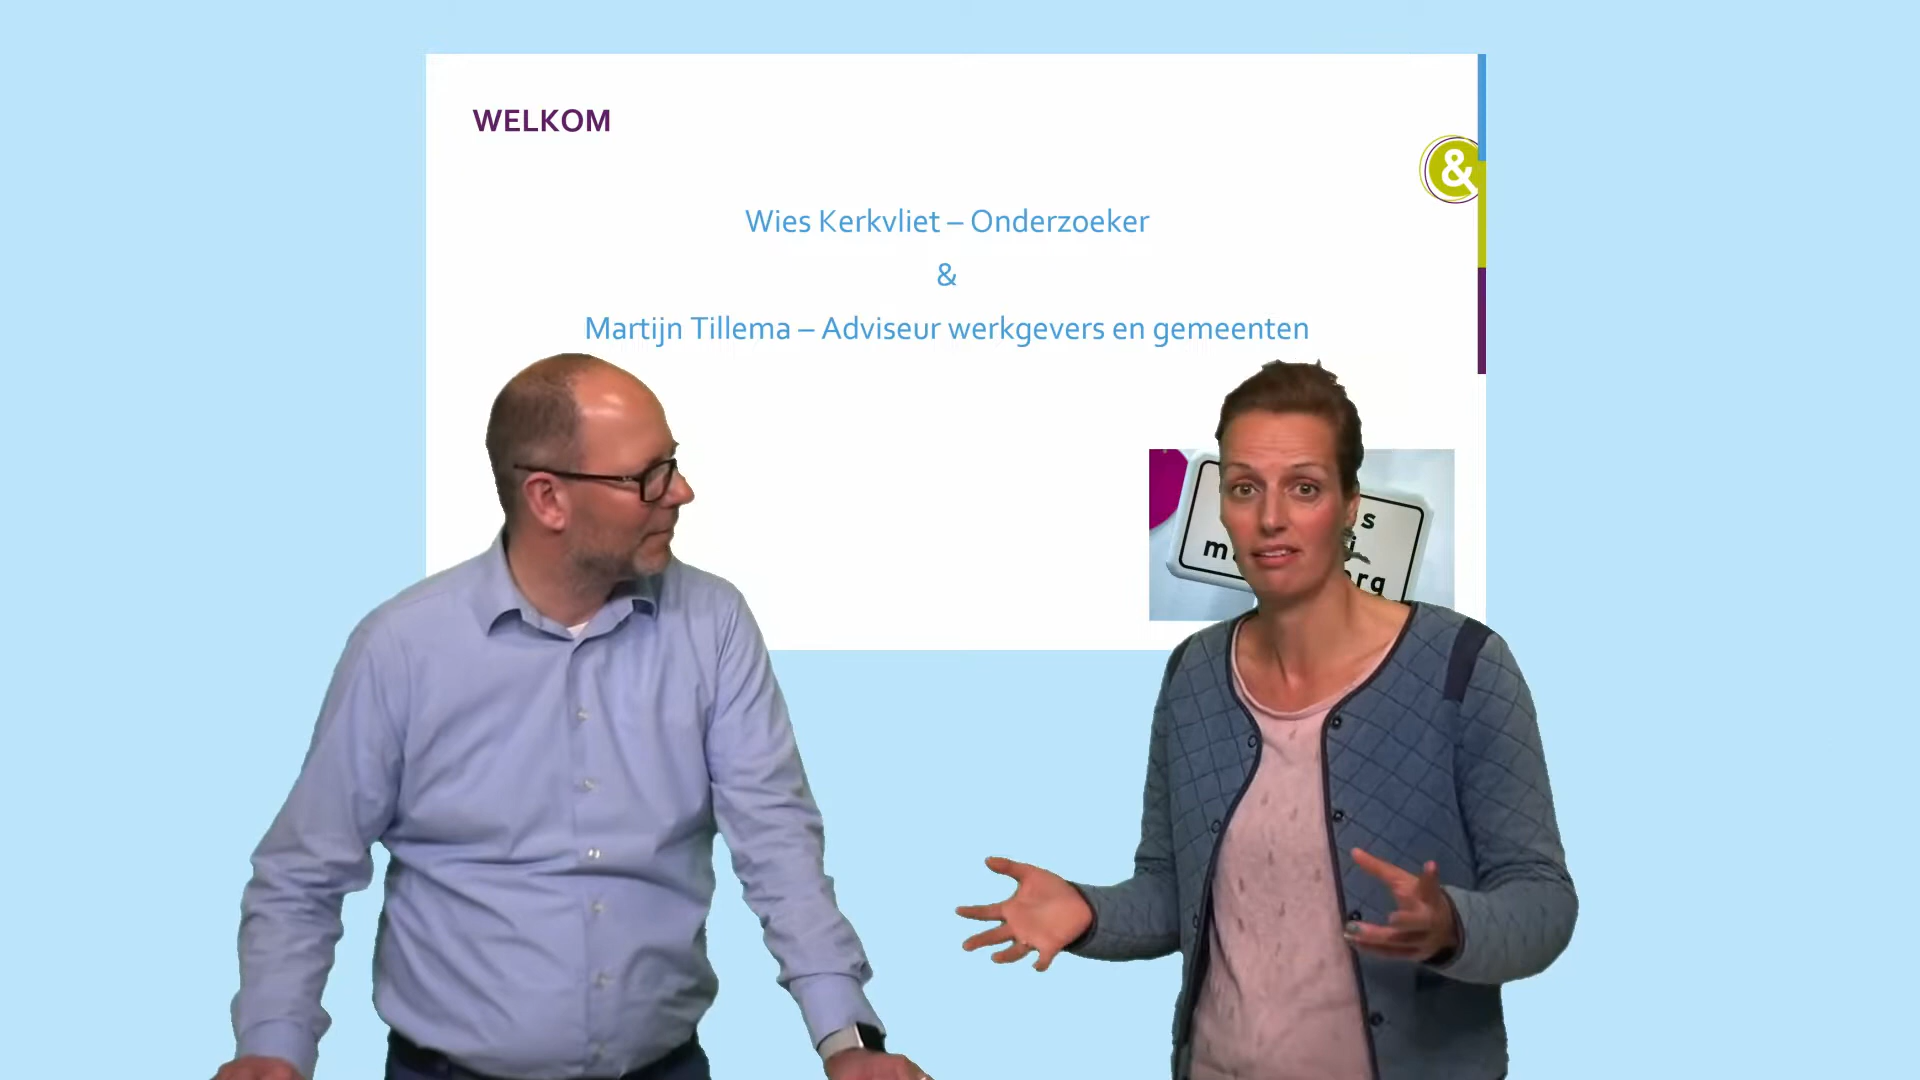 WELKOM
&
Wies Kerkvliet – Onderzoeker
&
Martijn Tillema – Adviseur werkgevers en gemeenten